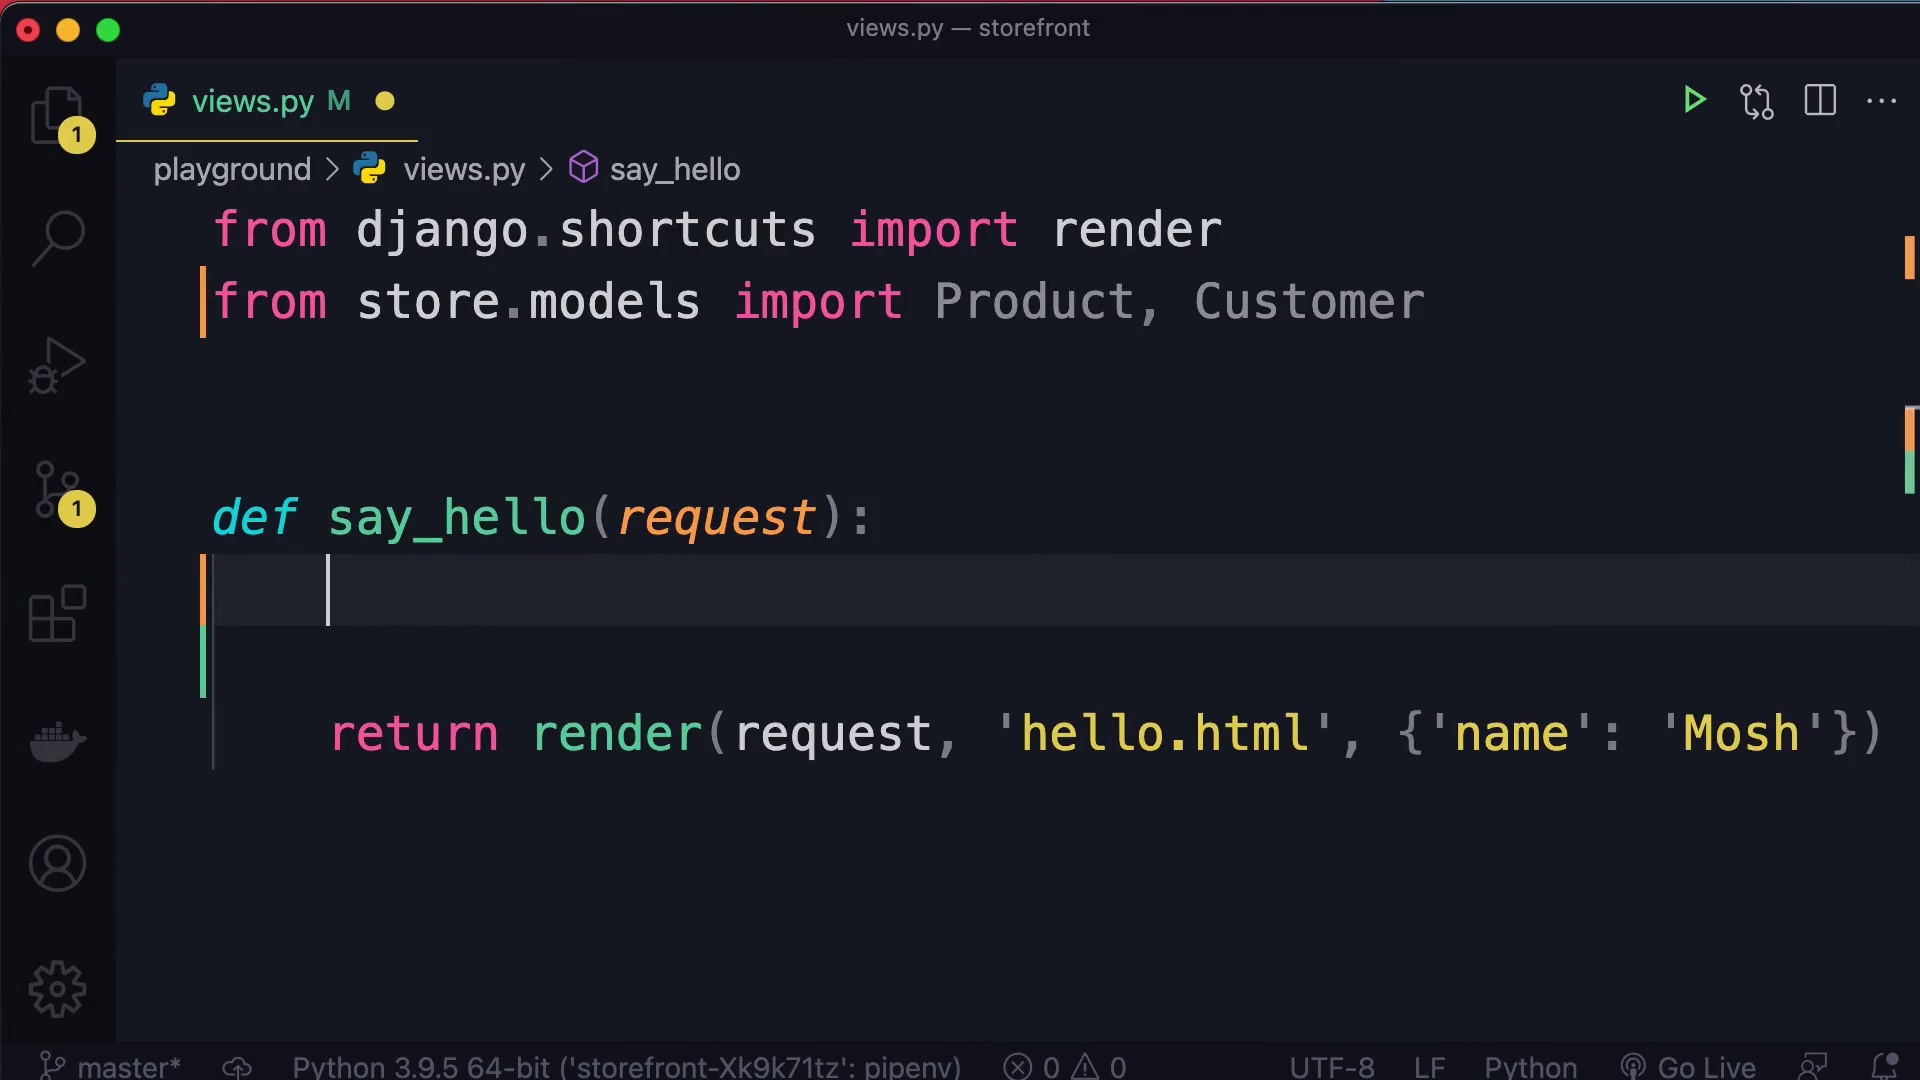 views.py — storefront
views.py M
1
playground > views.py > say_hello
from django.shortcuts import render
from store.models import Product, Customer
def say_hello(request):
1
return render(request, 'hello.html', {'name': 'Mosh'})
master* Python 3.9.5 64-bit ('storefront-Xk9k71tz': pipenv) 0 0 UTF-8 LF Python Go Live